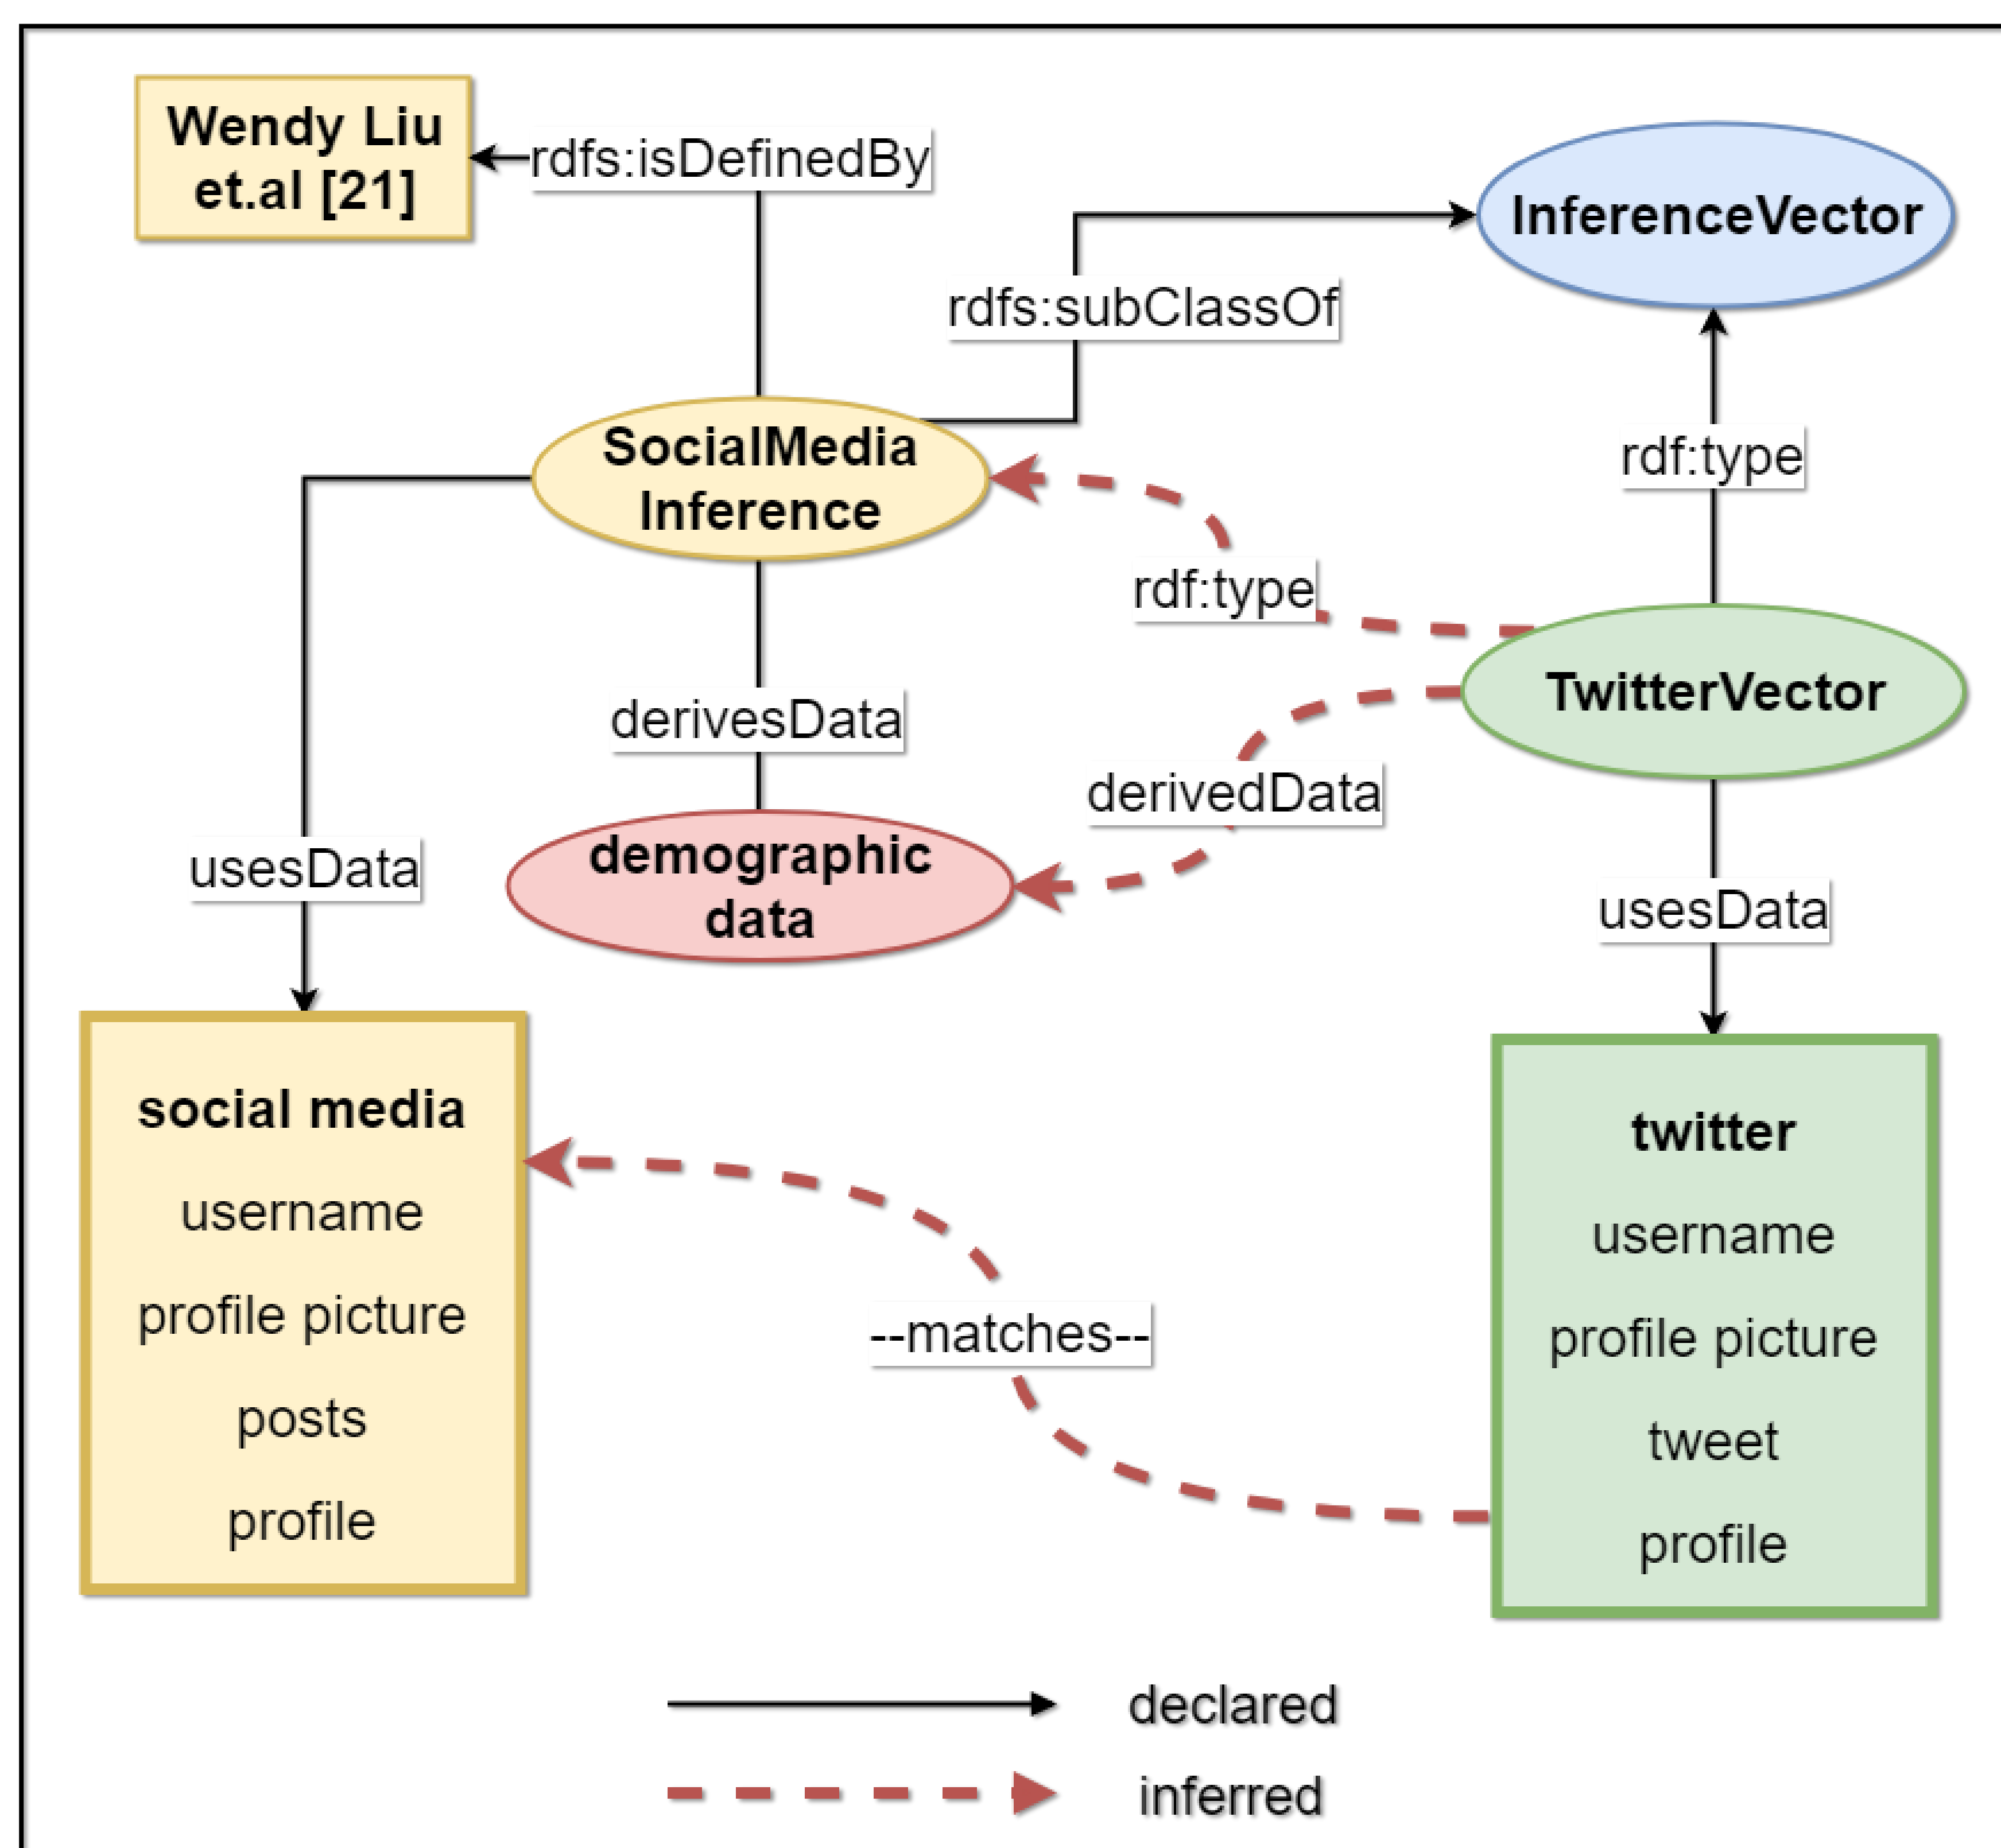 Wendy Liu
et.al [21]
rdfs:isDefinedBy
InferenceVector
rdfs:subClassOf
rdf:type
SocialMedia
Inference
rdf:type
TwitterVector
derivesData
derivedData
usesData
demographic
data
usesData
social media
username
profile picture
posts
profile
twitter
username
profile picture
tweet
profile
--matches--
declared
inferred